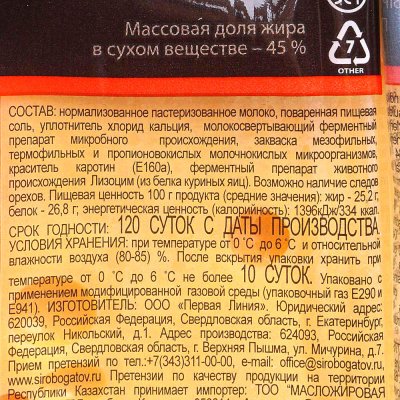 Массовая доля жира
в сухом веществе – 45 %
7
OTHER
СОСТАВ: нормализованное пастеризованное молоко, поваренная пищевая
соль, уплотнитель хлорид кальция, молокосвертывающий ферментный
препарат микробного происхождения, закваска мезофильных,
термофильных и пропионовокислых молочнокислых микроорганизмов,
краситель каротин (Е160а), ферментный препарат животного
происхождения Лизоцим (из белка куриных яиц). Возможно наличие следов
орехов. Пищевая ценность 100 г продукта (средние значения): жир - 25,2 г,
белок - 26,8 г; энергетическая ценность (калорийность): 1396кДж/334 ккал.
СРОК ГОДНОСТИ: 120 СУТОК С ДАТЫ ПРОИЗВОДСТВА
УСЛОВИЯ ХРАНЕНИЯ: при температуре от 0 °С до 6 °С и относительной
влажности воздуха (80-85) %. После вскрытия упаковки хранить при
температуре от 0 °С до 6 °С не более 10 СУТОК. Упаковано с
применением модифицированной газовой среды (упаковочный газ Е290 и
Е941). ИЗГОТОВИТЕЛЬ: ООО «Первая Линия». Юридический адрес:
620039, Российская Федерация, Свердловская область, г. Екатеринбург,
переулок Никольский, д.1. Адрес производства: 624093, Российская
Федерация, Свердловская область, г. Верхняя Пышма, ул. Мичурина, д.7.
Прием претензий по тел.:+7(343)311-00-00, e-mail: office@sirobogatov.ru,
www.sirobogatov.ru Претензии по качеству продукции на территории
Республики Казахстан принимает импортер: ТОО "МАСЛОЖИРОВАЯ